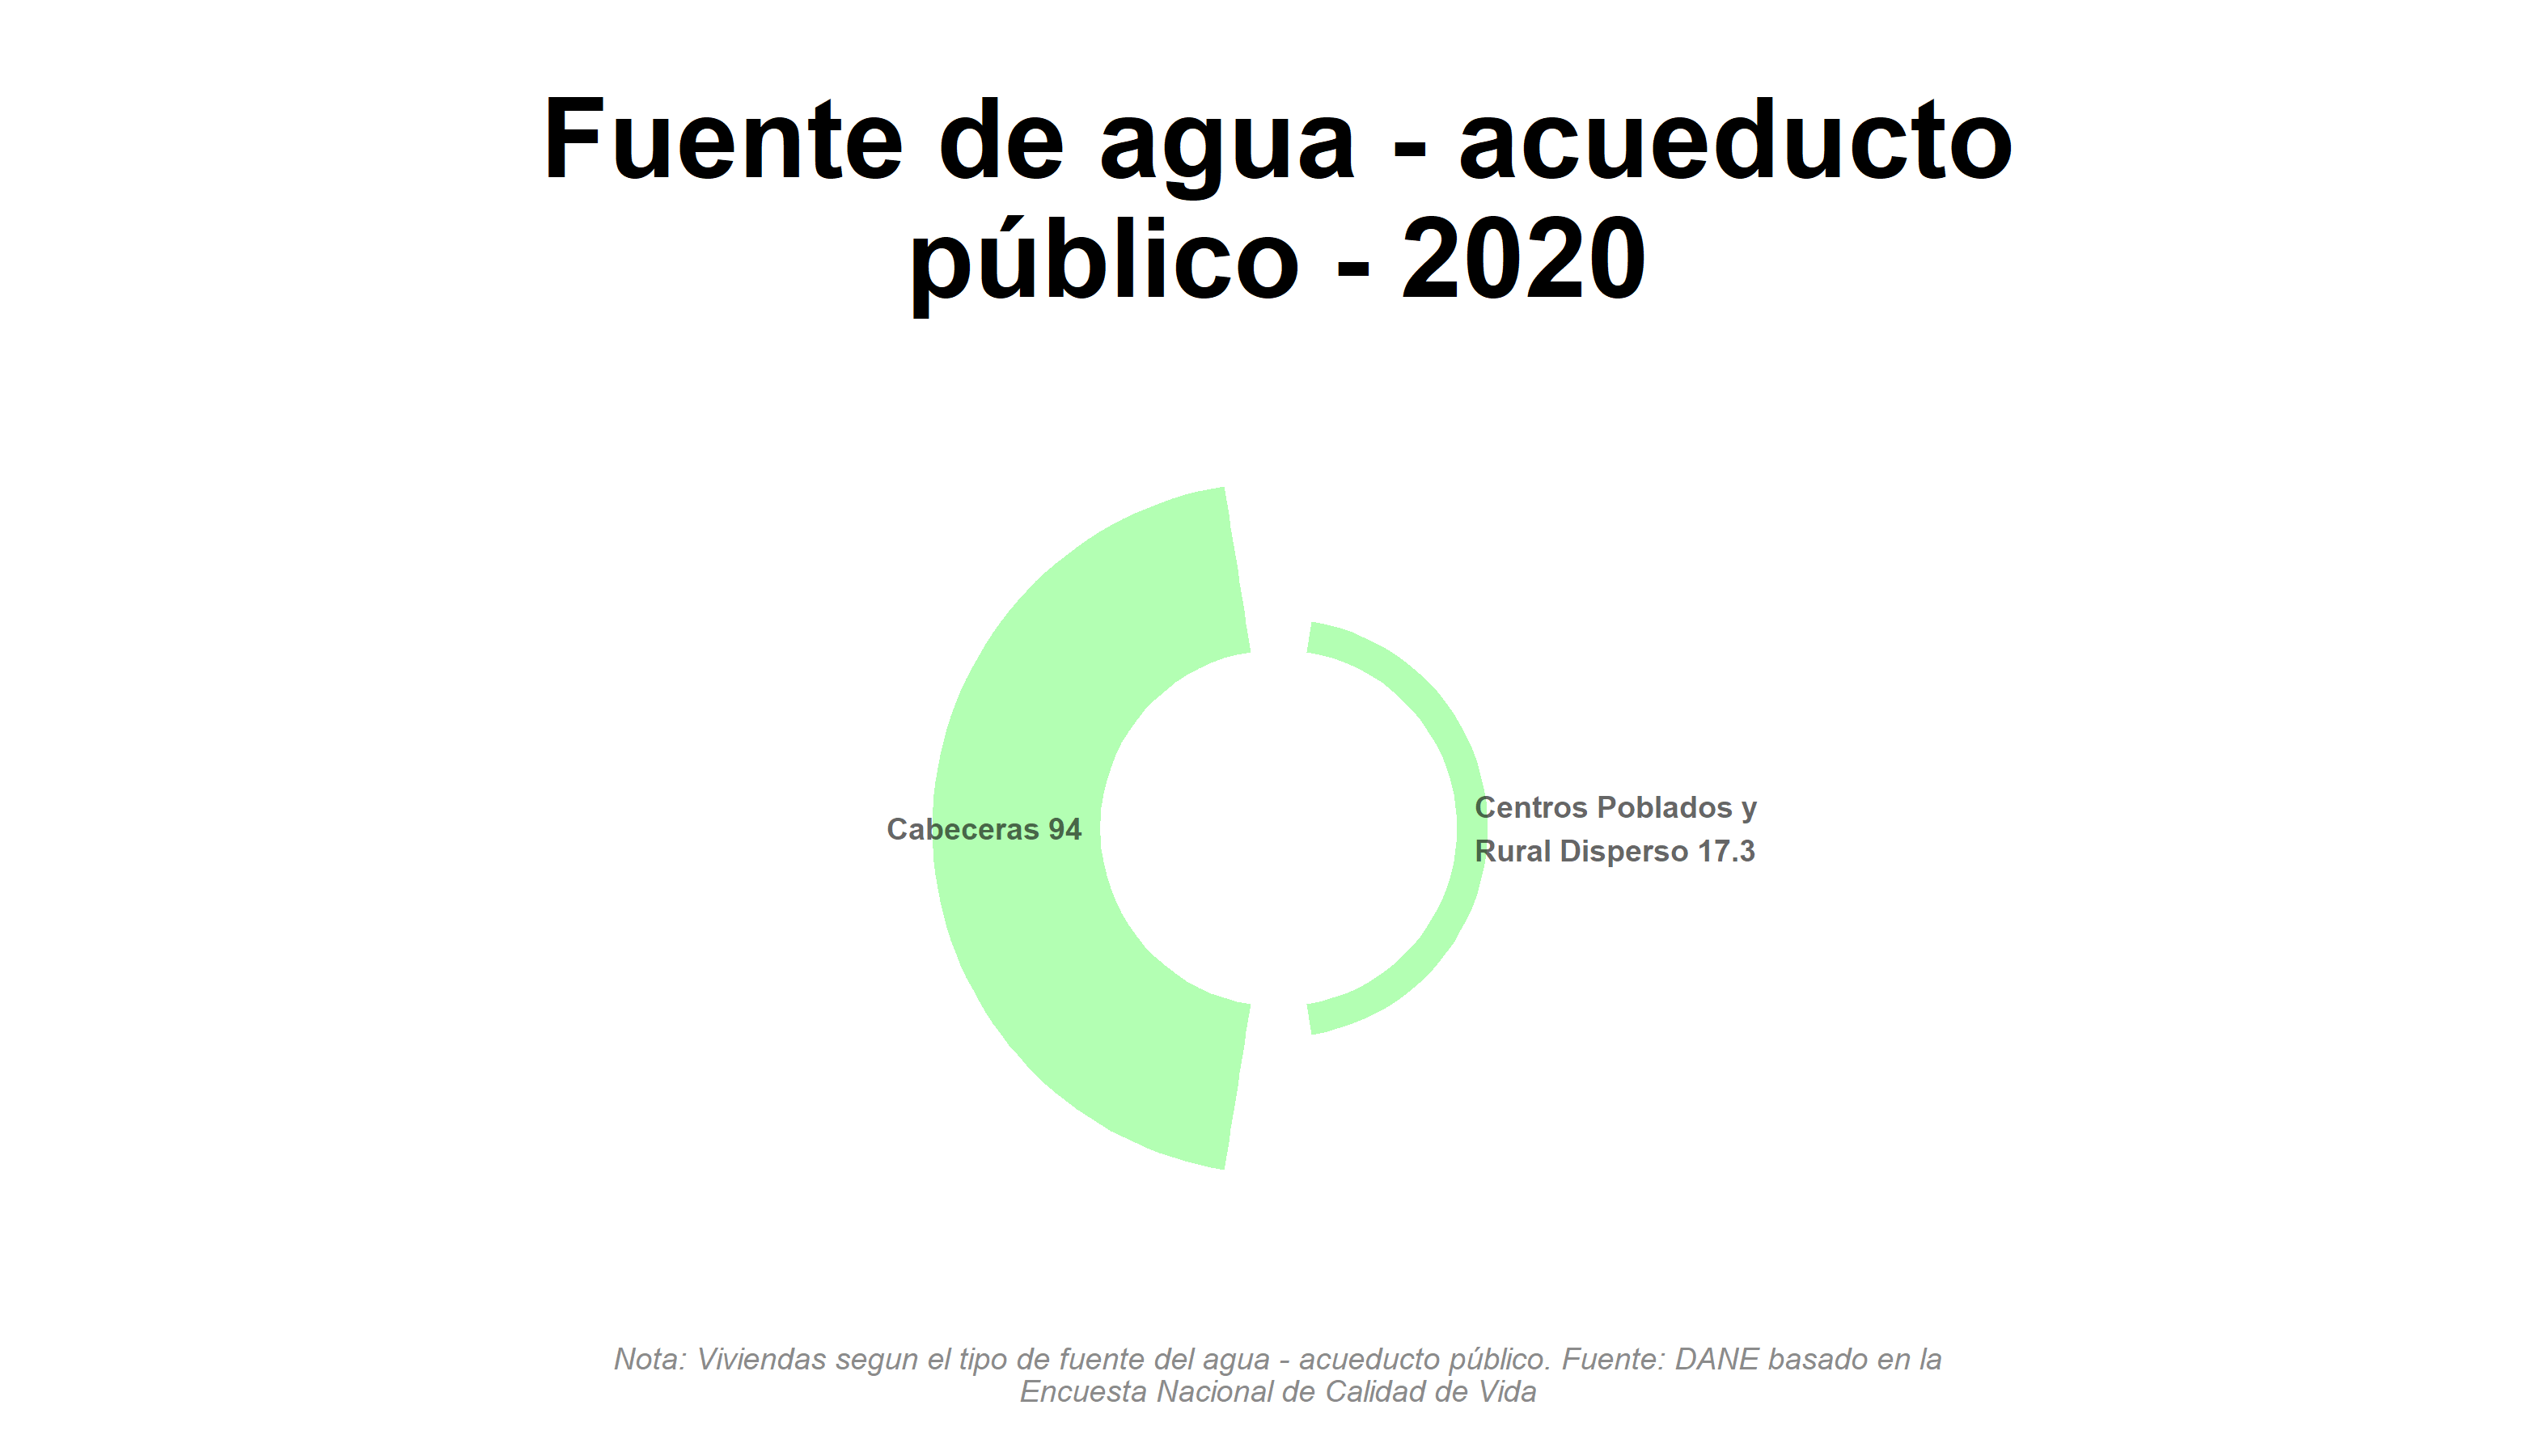 Fuente de agua - acueducto
público - 2020
Cabeceras 94
Centros Poblados y
Rural Disperso 17.3
Nota: Viviendas segun el tipo de fuente del agua - acueducto público. Fuente: DANE basado en la
Encuesta Nacional de Calidad de Vida